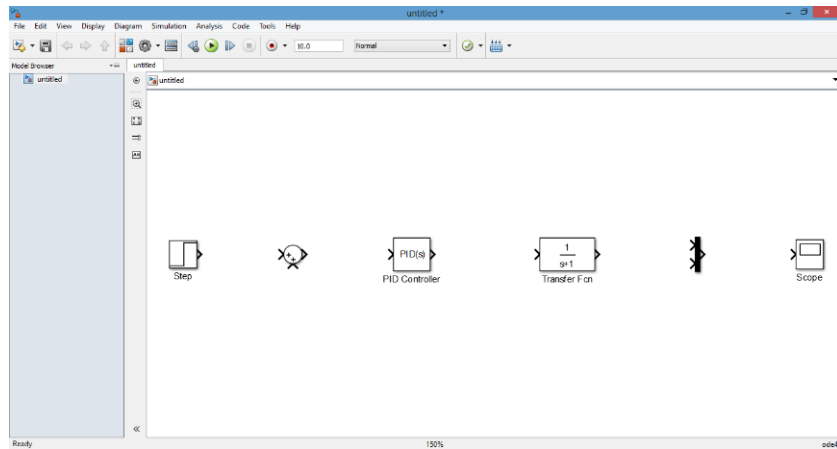 untitled *
File Edit View Display Diagram Simulation Analysis Code Tools Help
10.0 Normal
Model Browser untitled
untitled untitled
Step
PID(s)
PID Controller
1
s+1
Transfer Fcn
Scope
Ready 150%